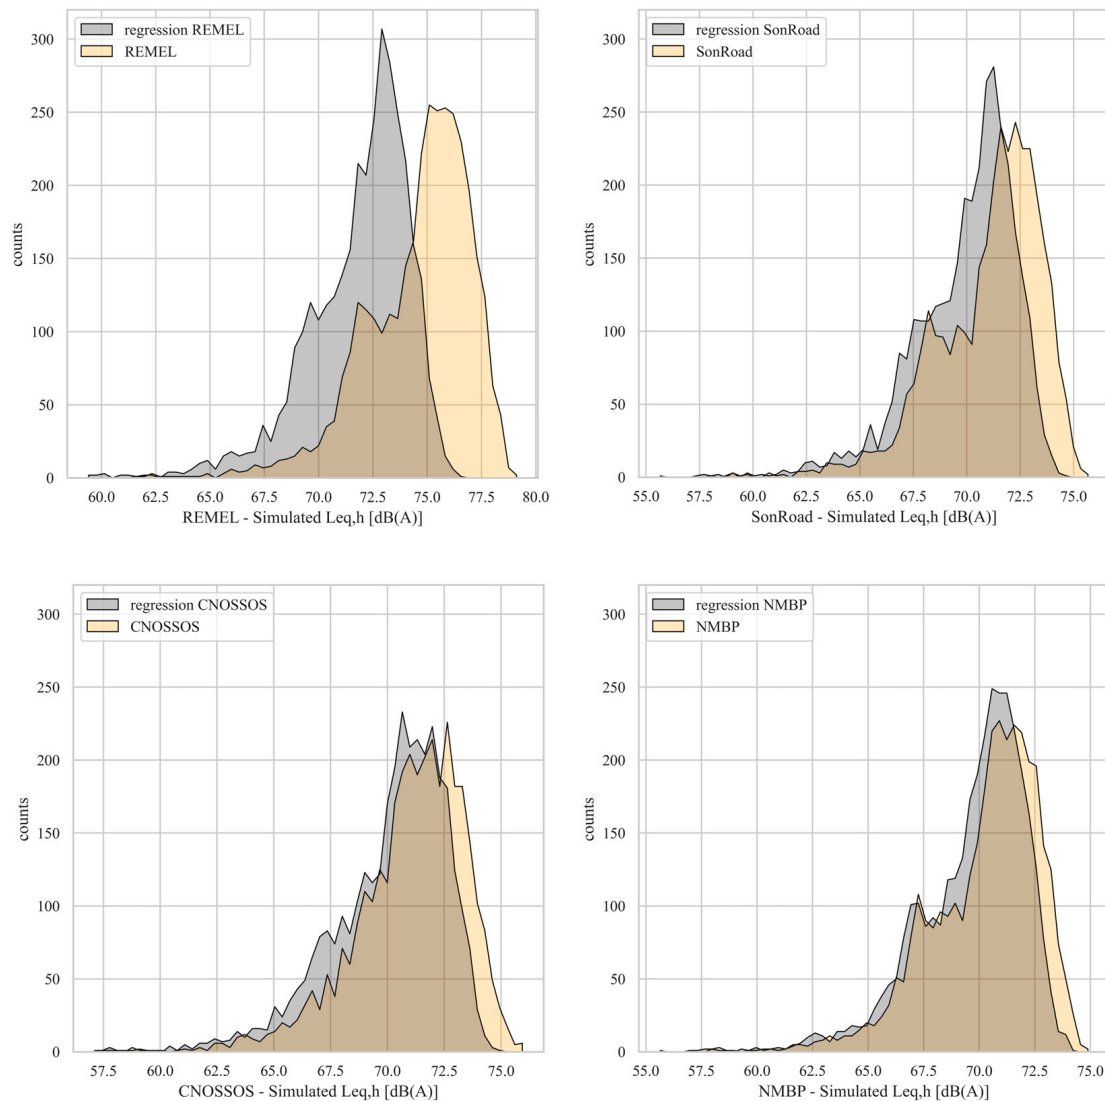 regression REMEL
REMEL
300
250
200
150
100
50
0
counts
60.0 62.5 65.0 67.5 70.0 72.5 75.0 77.5 80.0
REMEL - Simulated Leq,h [dB(A)]
regression SonRoad
SonRoad
300
250
200
150
100
50
0
counts
55.0 57.5 60.0 62.5 65.0 67.5 70.0 72.5 75.0
SonRoad - Simulated Leq,h [dB(A)]
regression CNOSSOS
CNOSSOS
300
250
200
150
100
50
0
counts
57.5 60.0 62.5 65.0 67.5 70.0 72.5 75.0
CNOSSOS - Simulated Leq,h [dB(A)]
regression NMBP
NMBP
300
250
200
150
100
50
0
counts
55.0 57.5 60.0 62.5 65.0 67.5 70.0 72.5 75.0
NMBP - Simulated Leq,h [dB(A)]